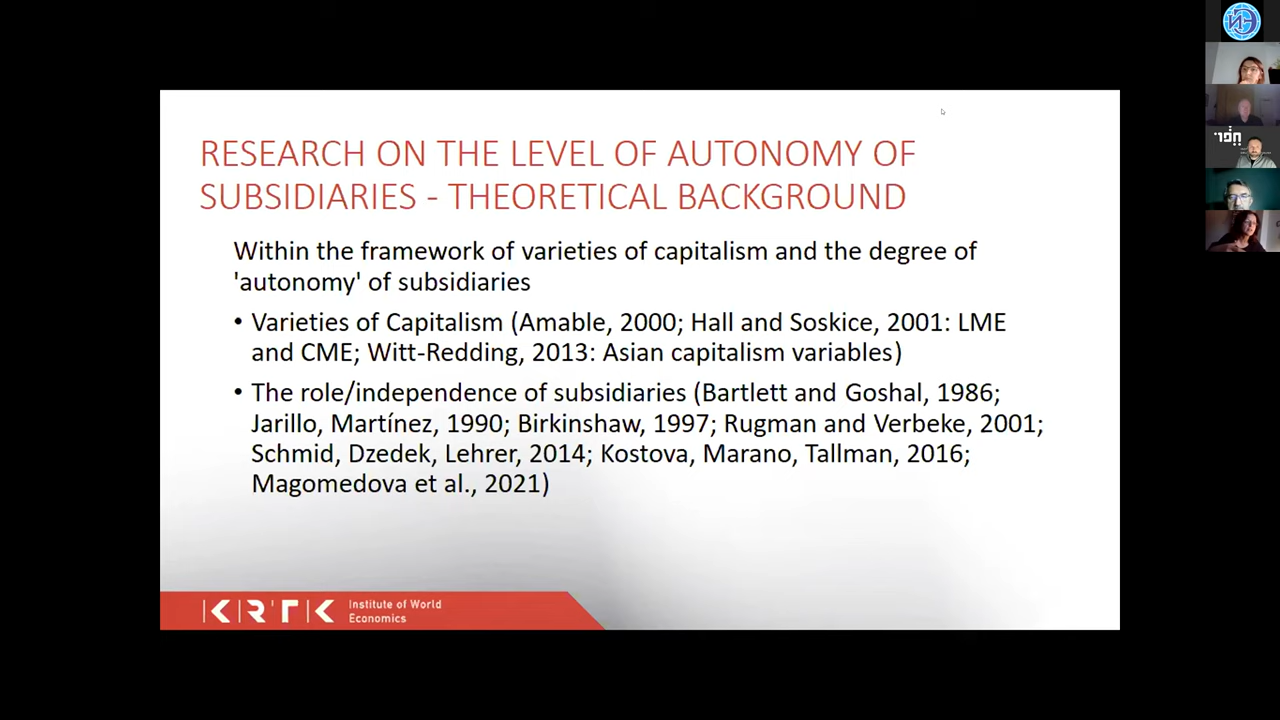 RESEARCH ON THE LEVEL OF AUTONOMY OF
SUBSIDIARIES - THEORETICAL BACKGROUND
Within the framework of varieties of capitalism and the degree of
'autonomy' of subsidiaries
• Varieties of Capitalism (Amable, 2000; Hall and Soskice, 2001: LME
and CME; Witt-Redding, 2013: Asian capitalism variables)
• The role/independence of subsidiaries (Bartlett and Goshal, 1986;
Jarillo, Martínez, 1990; Birkinshaw, 1997; Rugman and Verbeke, 2001;
Schmid, Dzedek, Lehrer, 2014; Kostova, Marano, Tallman, 2016;
Magomedova et al., 2021)
KRTK
Institute of World
Economics